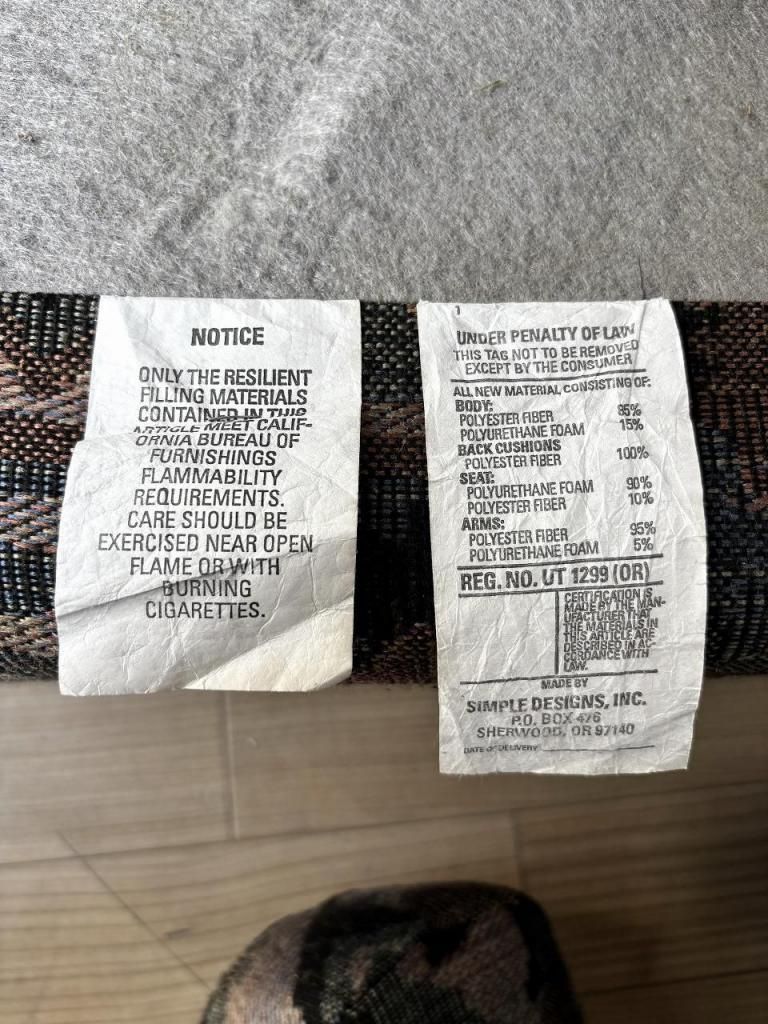 NOTICE
ONLY THE RESILIENT
FILLING MATERIALS
CONTAINED IN THIS
ARTICLE MEET CALIF-
ORNIA BUREAU OF
FURNISHINGS
FLAMMABILITY
REQUIREMENTS.
CARE SHOULD BE
EXERCISED NEAR OPEN
FLAME OR WITH
BURNING
CIGARETTES.
1
UNDER PENALTY OF LAW
THIS TAG NOT TO BE REMOVED
EXCEPT BY THE CONSUMER
ALL NEW MATERIAL CONSISTING OF:
BODY:
POLYESTER FIBER 85%
POLYURETHANE FOAM 15%
BACK CUSHIONS
POLYESTER FIBER 100%
SEAT:
POLYURETHANE FOAM 90%
POLYESTER FIBER 10%
ARMS:
POLYESTER FIBER 95%
POLYURETHANE FOAM 5%
REG. NO. UT 1299 (OR)
CERTIFICATION IS
MADE BY THE MAN-
UFACTURER THAT
THE MATERIALS IN
THIS ARTICLE ARE
DESCRIBED IN AC-
CORDANCE WITH
LAW.
MADE BY
SIMPLE DESIGNS, INC.
P.O. BOX 476
SHERWOOD, OR 97140
DATE OF DELIVERY